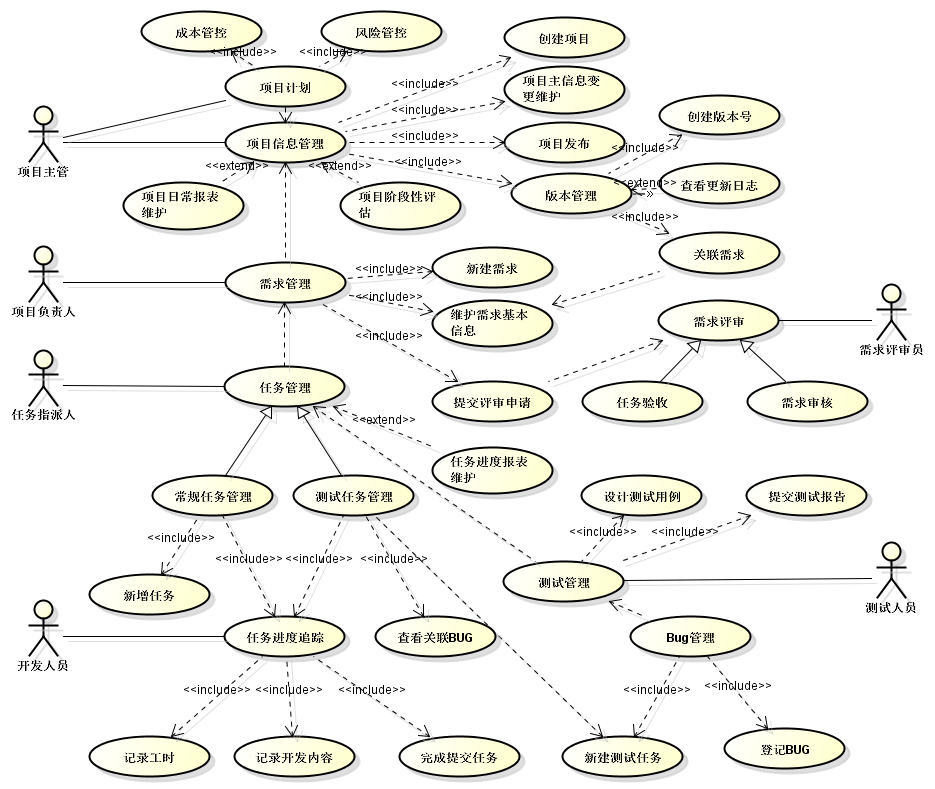 成本管控
风险管控
创建项目
<<include>>
<<include>>
项目计划
<<include>>
项目主信息变
更维护
<<include>>
创建版本号
项目主管
项目信息管理
<<include>>
项目发布
<<include>>
<<include>>
<<extend>>
<<extend>>
项目日常报表
维护
项目阶段性评
估
版本管理
<<extend>>
查看更新日志
<<include>>
关联需求
项目负责人
需求管理
<<include>>
新建需求
<<include>>
维护需求基本
信息
<<include>>
需求评审
需求评审员
任务指派人
任务管理
提交评审申请
任务验收
需求审核
<<extend>>
任务进度报表
维护
常规任务管理
测试任务管理
设计测试用例
提交测试报告
<<include>>
<<include>>
<<include>>
<<include>>
<<include>>
<<include>>
新增任务
测试管理
测试人员
开发人员
任务进度追踪
查看关联BUG
Bug管理
<<include>>
<<include>>
<<include>>
<<include>>
<<include>>
记录工时
记录开发内容
完成提交任务
新建测试任务
登记BUG